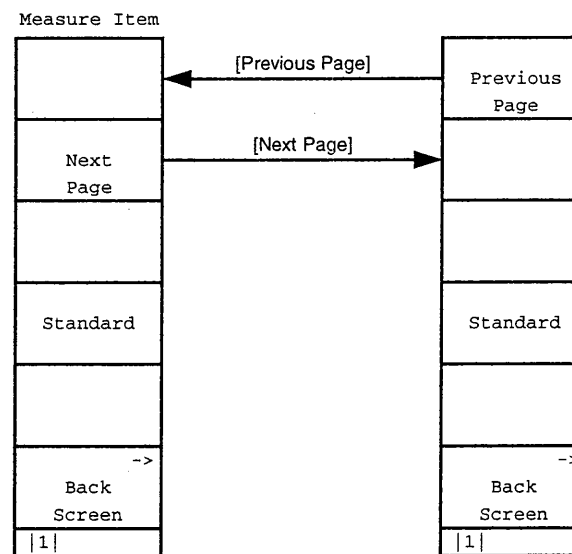 Measure Item
[Previous Page]
Previous
Page
[Next Page]
Next
Page
Standard
Standard
->
Back
Screen
->
Back
Screen
|1|
|1|